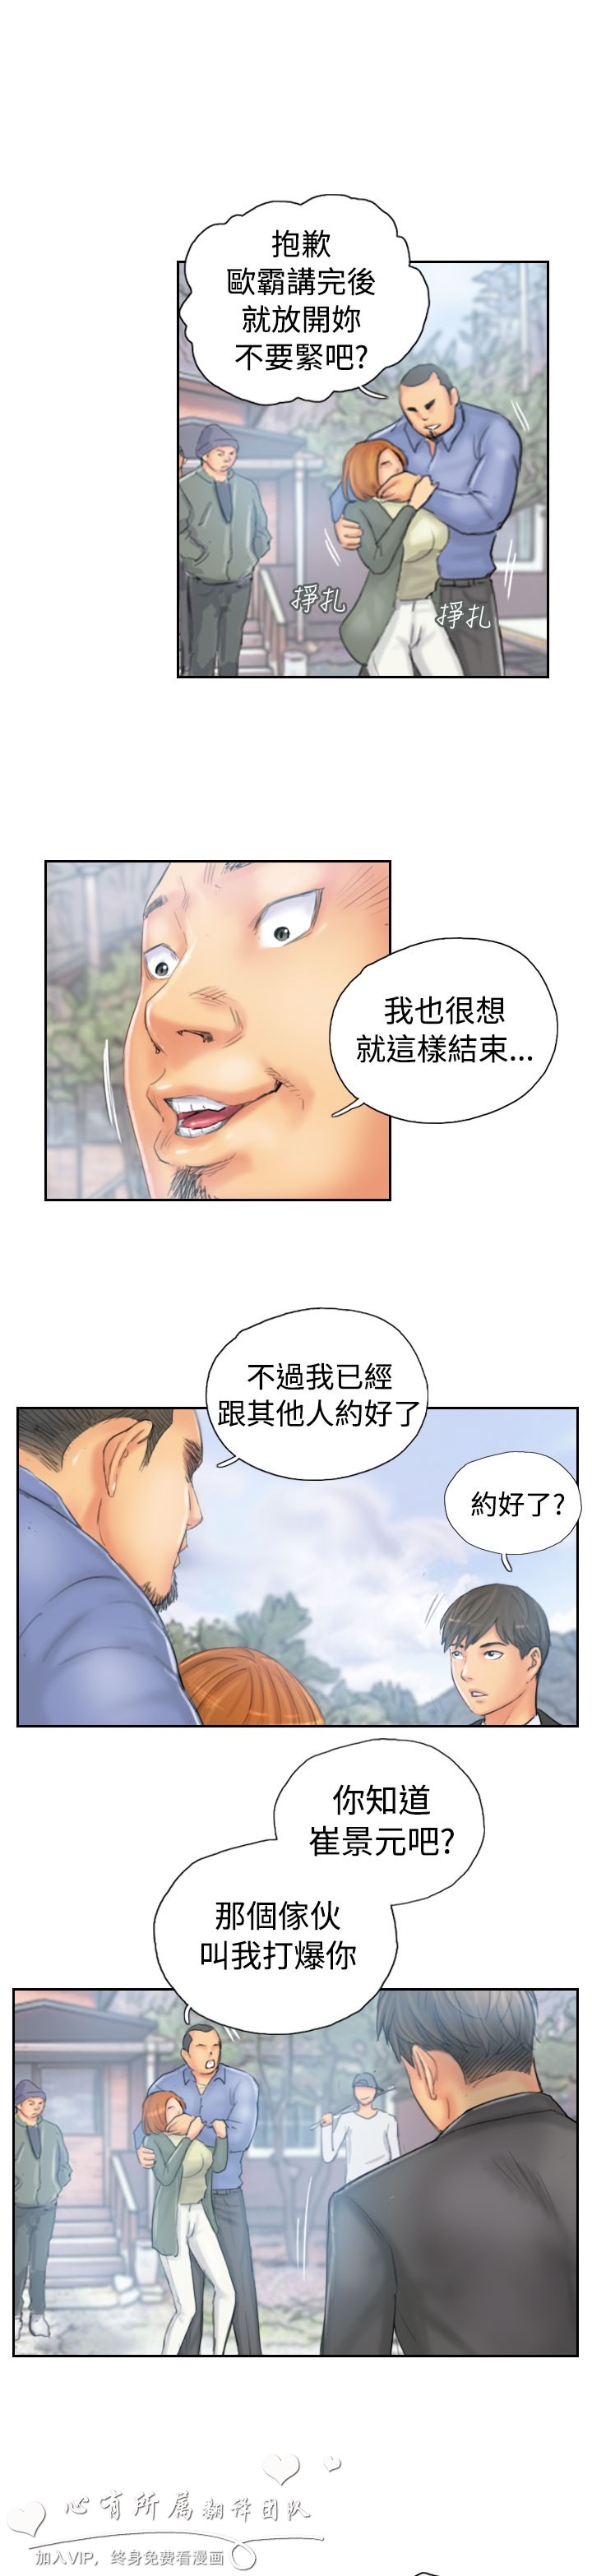 抱歉
歐霸講完後
就放開妳
不要緊吧?
掙扎
掙扎
我也很想
就這樣結束...
不過我已經
跟其他人約好了
約好了?
你知道
崔景元吧?
那個傢伙
叫我打爆你
心有所属翻译团队
加入VIP，终身免费看漫画